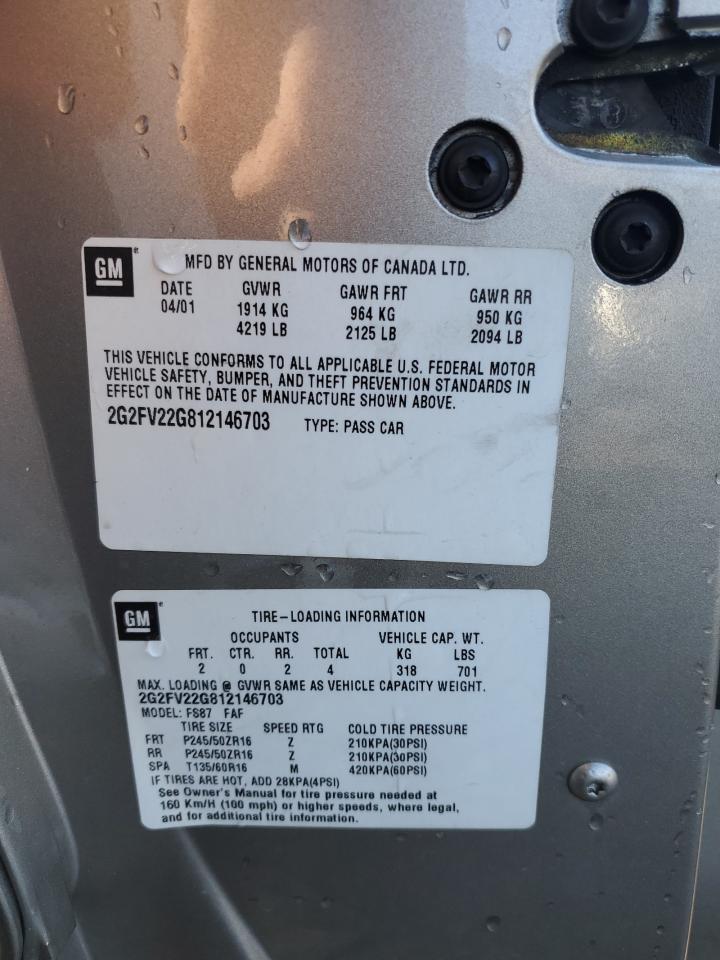 GM®
MFD BY GENERAL MOTORS OF CANADA LTD.
DATE GVWR GAWR FRT GAWR RR
04/01 1914 KG 964 KG 950 KG
4219 LB 2125 LB 2094 LB
THIS VEHICLE CONFORMS TO ALL APPLICABLE U.S. FEDERAL MOTOR
VEHICLE SAFETY, BUMPER, AND THEFT PREVENTION STANDARDS IN
EFFECT ON THE DATE OF MANUFACTURE SHOWN ABOVE.
2G2FV22G812146703 TYPE: PASS CAR
GM®
TIRE-LOADING INFORMATION
OCCUPANTS VEHICLE CAP. WT.
FRT. CTR. RR. TOTAL KG LBS
2 0 2 4 318 701
MAX. LOADING @ GVWR SAME AS VEHICLE CAPACITY WEIGHT.
2G2FV22G812146703
MODEL: FS87 FAF
TIRE SIZE SPEED RTG COLD TIRE PRESSURE
FRT P245/50ZR16 Z 210KPA(30PSI)
RR P245/50ZR16 Z 210KPA(30PSI)
SPA T135/60R16 M 420KPA(60PSI)
IF TIRES ARE HOT, ADD 28KPA(4PSI)
See Owner's Manual for tire pressure needed at
160 Km/H (100 mph) or higher speeds, where legal,
and for additional tire information.